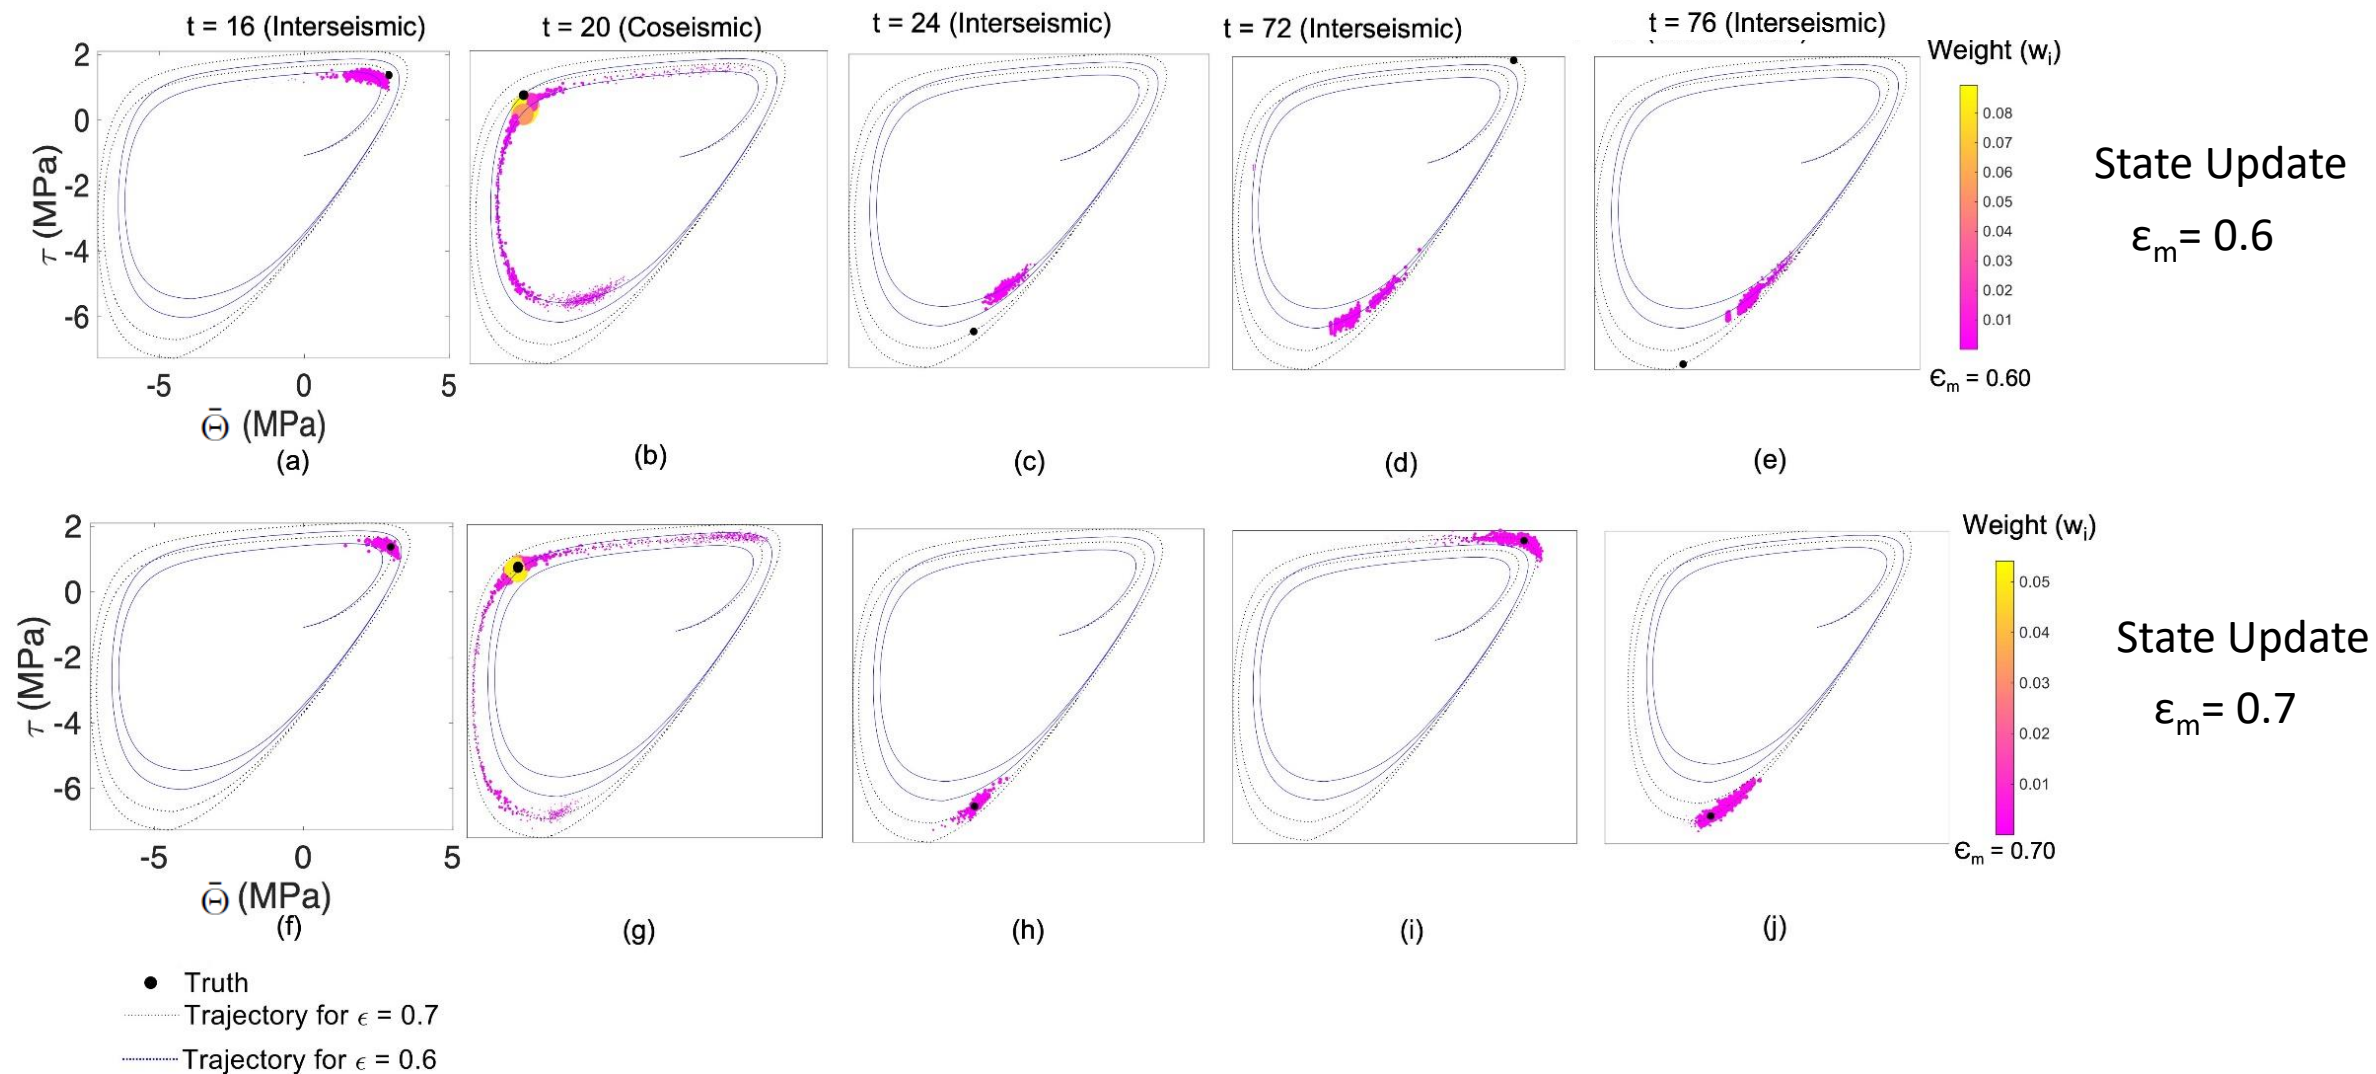 t = 16 (Interseismic)
t = 20 (Coseismic)
t = 24 (Interseismic)
t = 72 (Interseismic)
t = 76 (Interseismic)
Weight (wᵢ)
2
0
-2
-4
-6
τ (MPa)
-5
0
5
Θ̄ (MPa)
0.08
0.07
0.06
0.05
0.04
0.03
0.02
0.01
Єₘ = 0.60
State Update
εₘ= 0.6
(a)
(b)
(c)
(d)
(e)
2
0
-2
-4
-6
τ (MPa)
-5
0
5
Θ̄ (MPa)
Weight (wᵢ)
0.05
0.04
0.03
0.02
0.01
Єₘ = 0.70
State Update
εₘ= 0.7
(f)
(g)
(h)
(i)
(j)
Truth
Trajectory for ϵ = 0.7
Trajectory for ϵ = 0.6